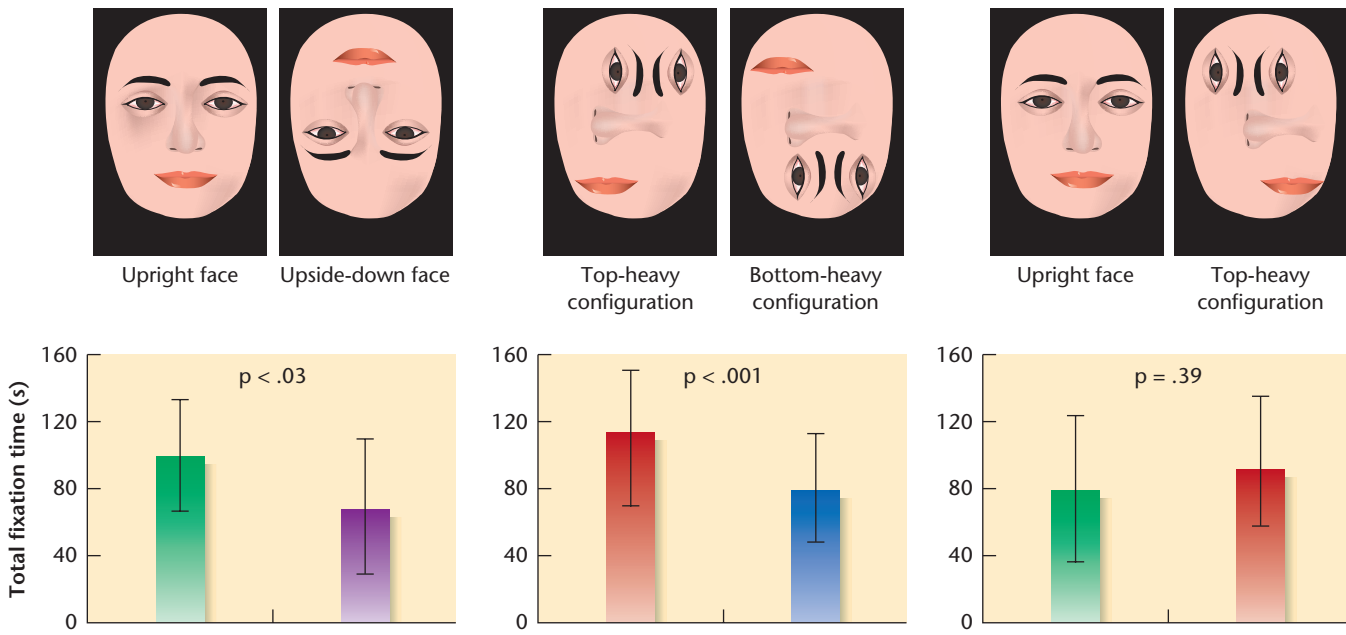 Upright face
Upside-down face
Top-heavy
configuration
Bottom-heavy
configuration
Upright face
Top-heavy
configuration
Total fixation time (s)
160
120
80
40
0
p < .03
160
120
80
40
0
p < .001
160
120
80
40
0
p = .39